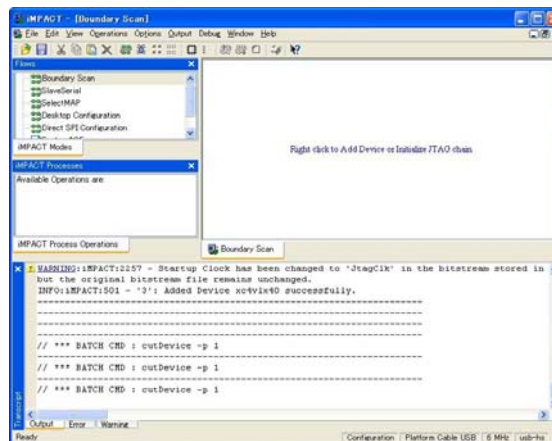 iMPACT - [Boundary Scan]
File Edit View Operations Options Output Debug Window Help
Flows
Boundary Scan
SlaveSerial
SelectMAP
Desktop Configuration
Direct SPI Configuration
iMPACT Modes
iMPACT Processes
Available Operations are:
iMPACT Process Operations
Right click to Add Device or Initialize JTAG chain
Boundary Scan
WARNING:iMPACT:2257 - Startup Clock has been changed to 'JtagClk' in the bitstream stored in
but the original bitstream file remains unchanged.
INFO:iMPACT:501 - '3': Added Device xc4vlx40 successfully.
----------------------------------------------------------------------
----------------------------------------------------------------------
----------------------------------------------------------------------
----------------------------------------------------------------------
// *** BATCH CMD : cutDevice -p 1
----------------------------------------------------------------------
// *** BATCH CMD : cutDevice -p 1
----------------------------------------------------------------------
// *** BATCH CMD : cutDevice -p 1
Transcript
Output Error Warning
Ready
Configuration Platform Cable USB 6 MHz usb-hs